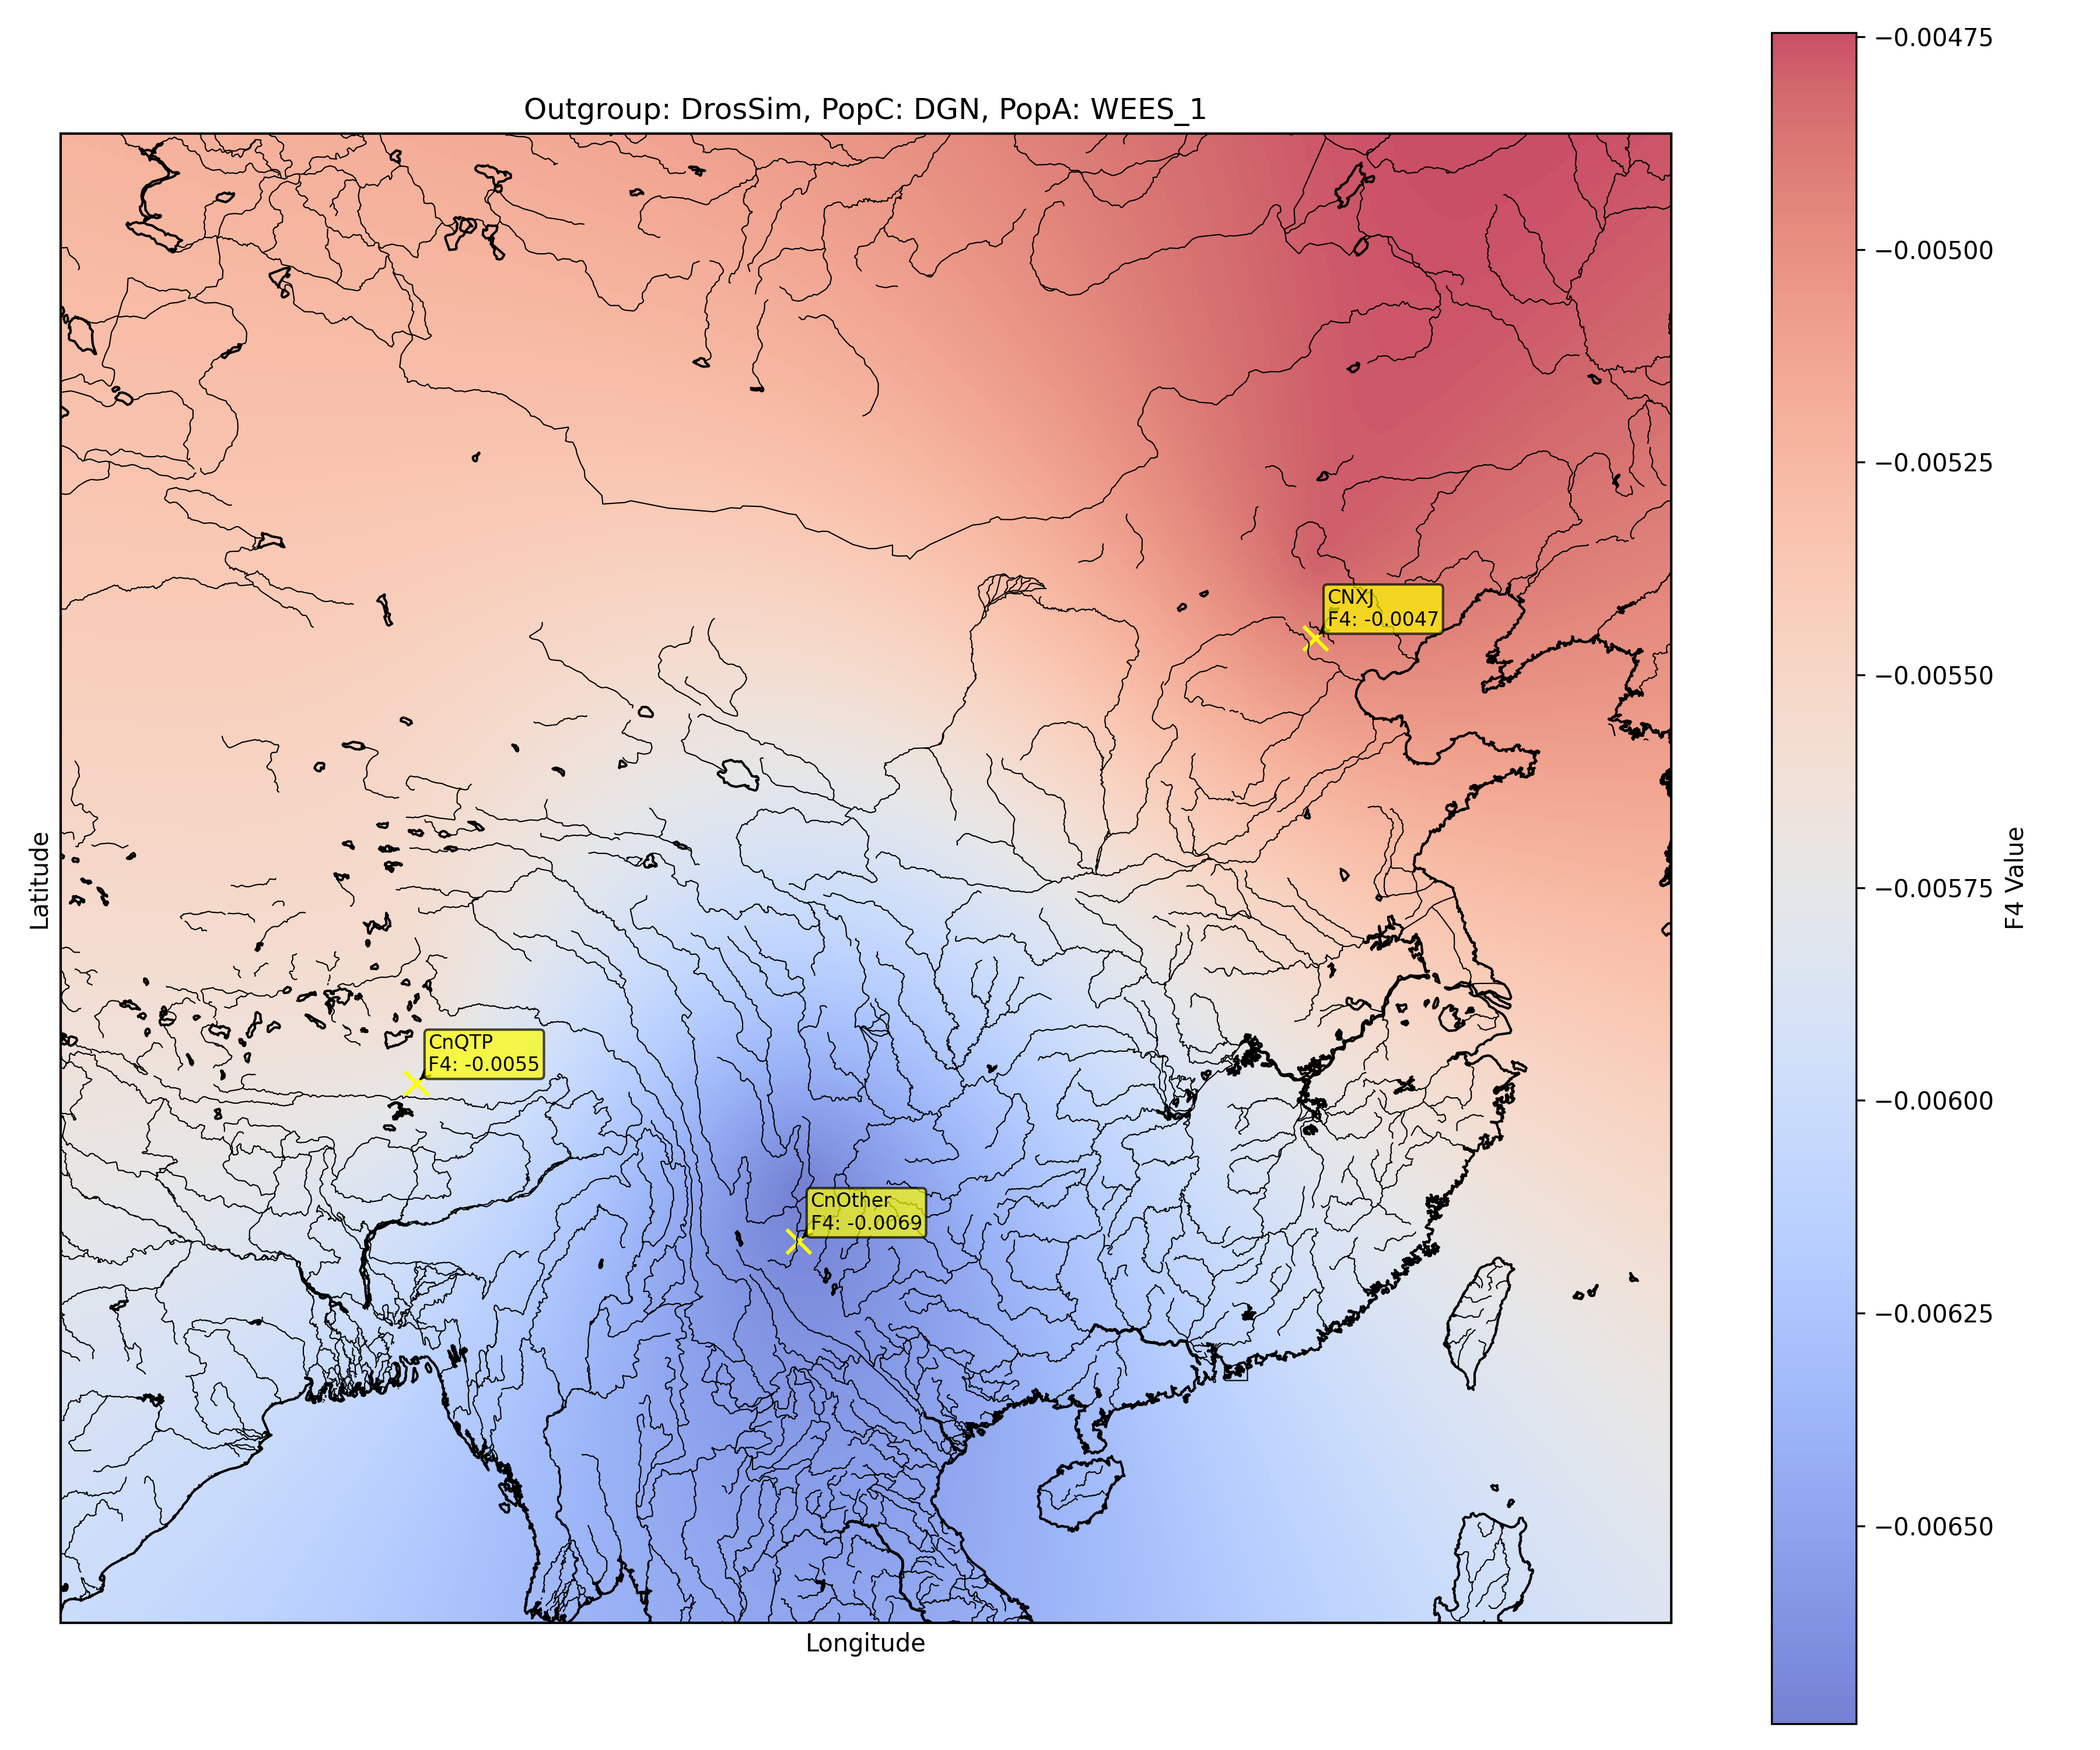 Outgroup: DrosSim, PopC: DGN, PopA: WEES_1
Latitude
CNXJ
F4: -0.0047
CnQTP
F4: -0.0055
CnOther
F4: -0.0069
Longitude
−0.00475
−0.00500
−0.00525
−0.00550
−0.00575
−0.00600
−0.00625
−0.00650
F4 Value